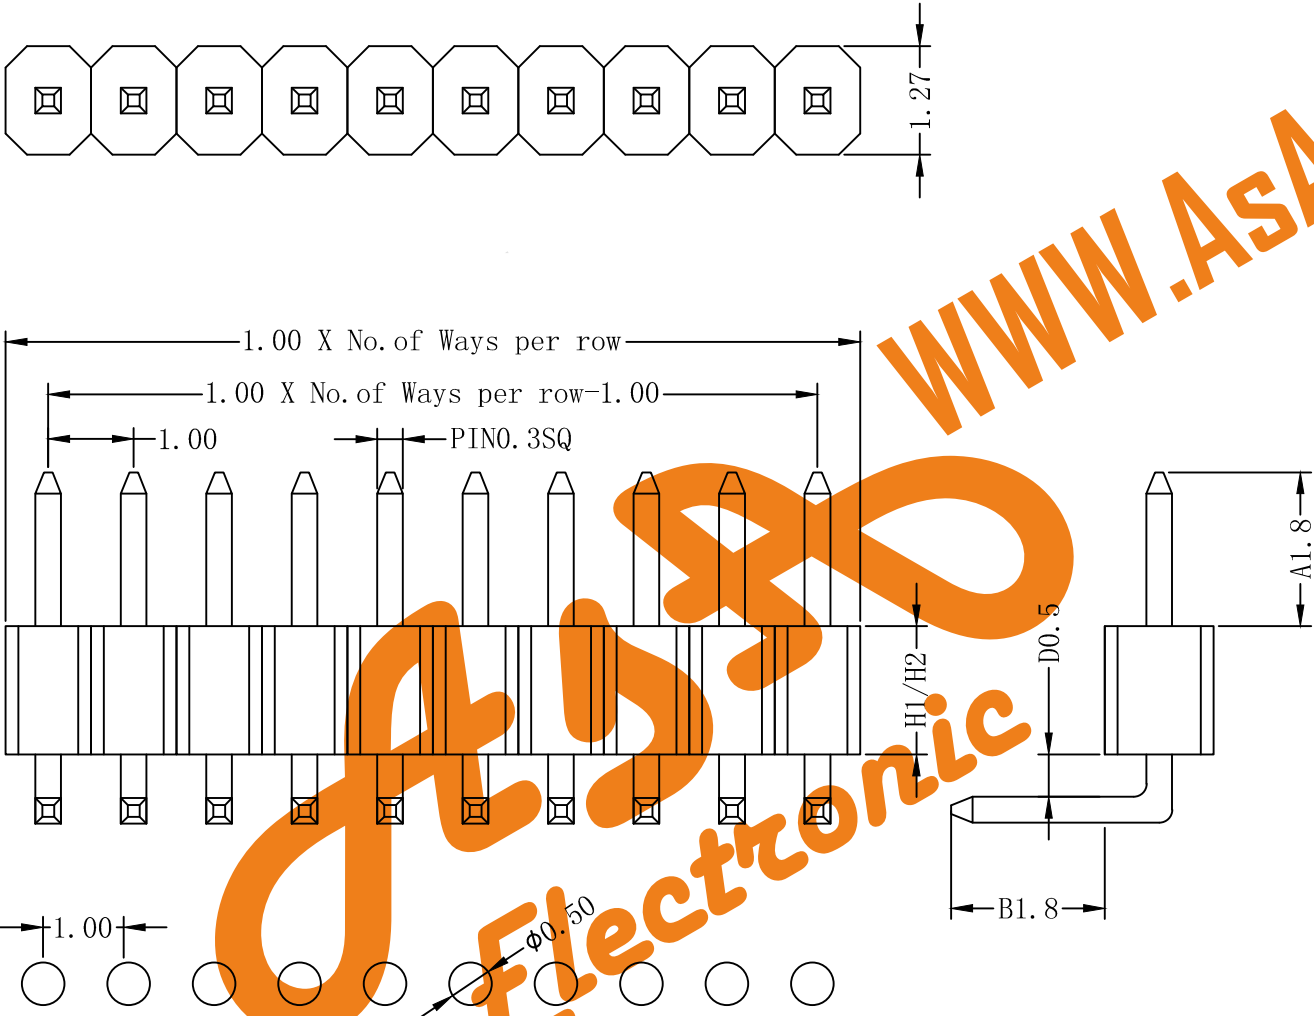 1.27
WWW.AsA
1.00 X No.of Ways per row
1.00 X No.of Ways per row-1.00
1.00
PIN0.3SQ
A1.8
D0.5
H1/H2
Electronic
B1.8
1.00
Φ0.50